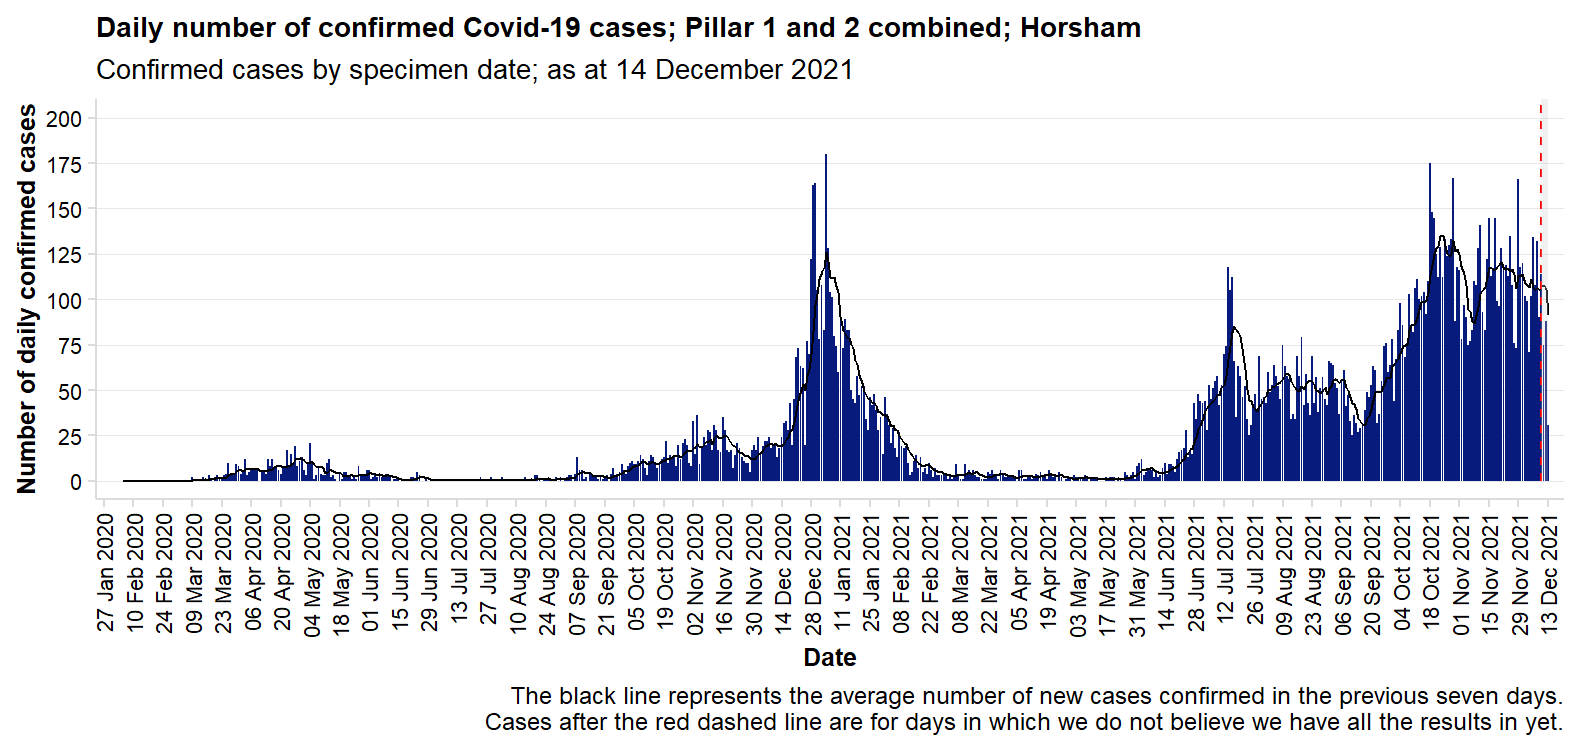 Daily number of confirmed Covid-19 cases; Pillar 1 and 2 combined; Horsham
Confirmed cases by specimen date; as at 14 December 2021
Number of daily confirmed cases
200
175
150
125
100
75
50
25
0
27 Jan 2020
10 Feb 2020
24 Feb 2020
09 Mar 2020
23 Mar 2020
06 Apr 2020
20 Apr 2020
04 May 2020
18 May 2020
01 Jun 2020
15 Jun 2020
29 Jun 2020
13 Jul 2020
27 Jul 2020
10 Aug 2020
24 Aug 2020
07 Sep 2020
21 Sep 2020
05 Oct 2020
19 Oct 2020
02 Nov 2020
16 Nov 2020
30 Nov 2020
14 Dec 2020
28 Dec 2020
11 Jan 2021
25 Jan 2021
08 Feb 2021
22 Feb 2021
08 Mar 2021
22 Mar 2021
05 Apr 2021
19 Apr 2021
03 May 2021
17 May 2021
31 May 2021
14 Jun 2021
28 Jun 2021
12 Jul 2021
26 Jul 2021
09 Aug 2021
23 Aug 2021
06 Sep 2021
20 Sep 2021
04 Oct 2021
18 Oct 2021
01 Nov 2021
15 Nov 2021
29 Nov 2021
13 Dec 2021
Date
The black line represents the average number of new cases confirmed in the previous seven days.
Cases after the red dashed line are for days in which we do not believe we have all the results in yet.